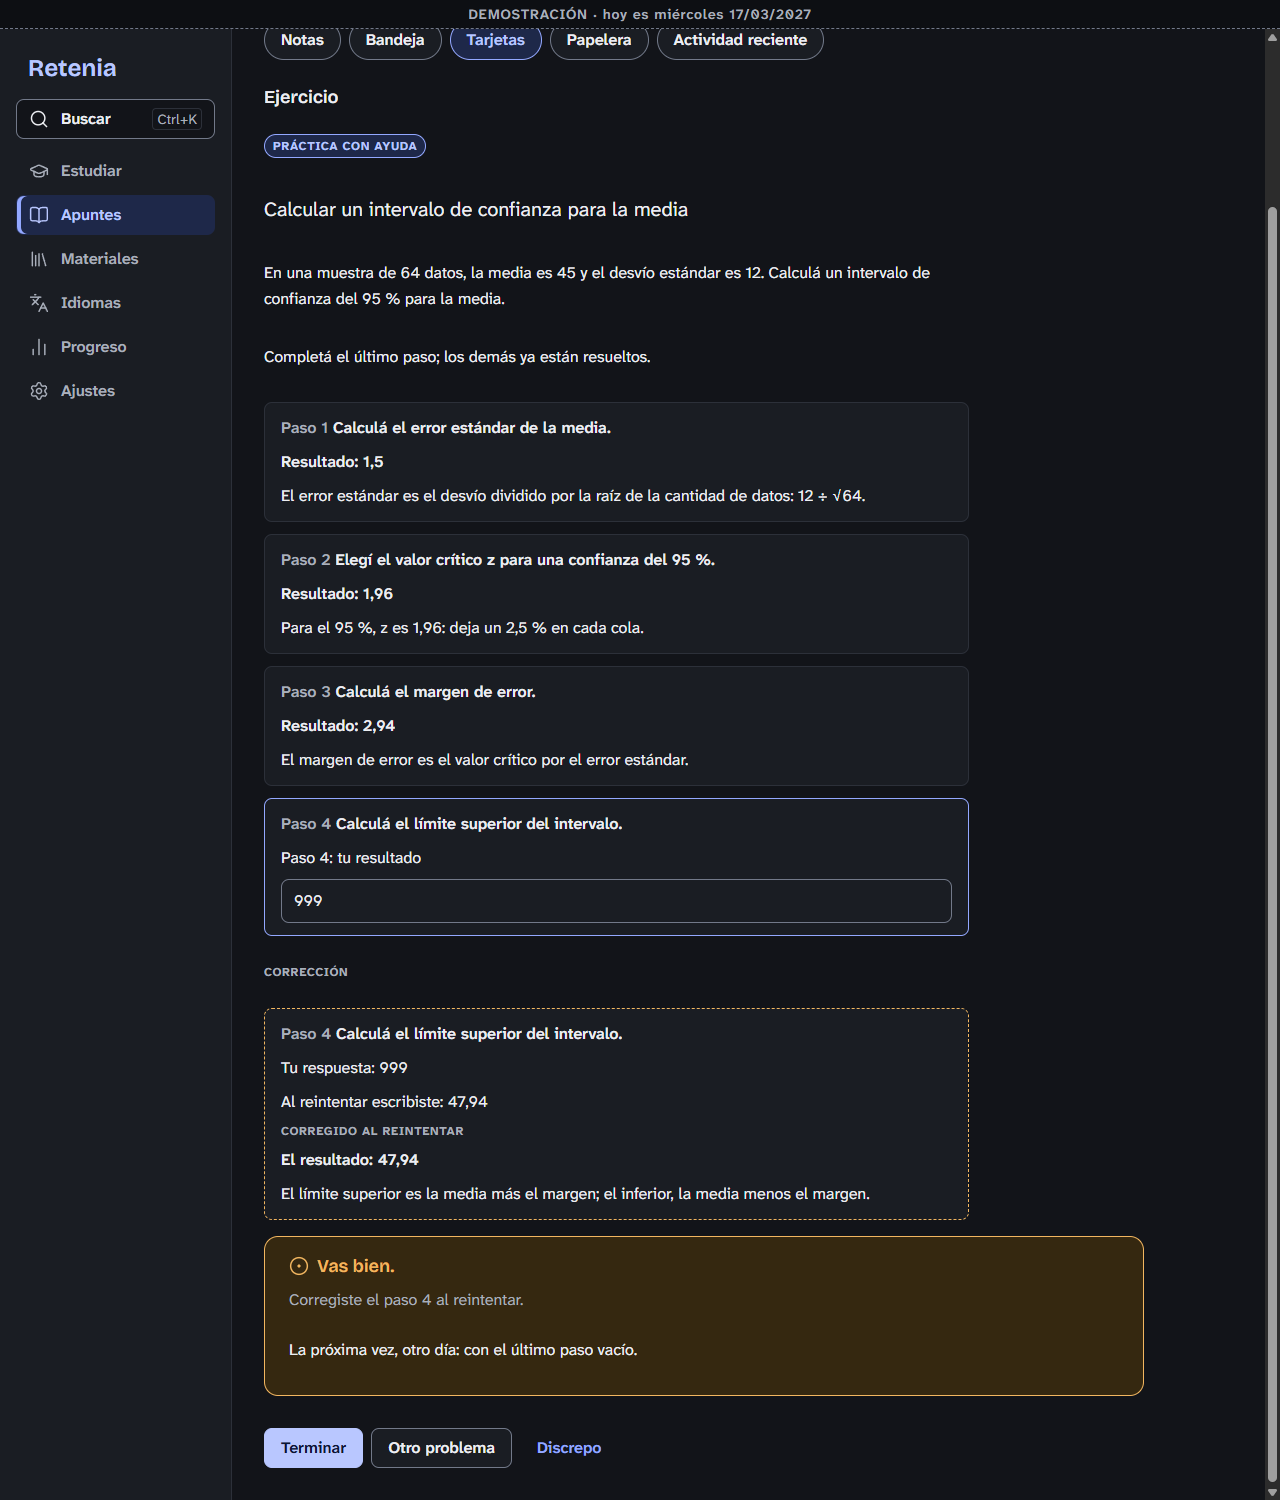 DEMOSTRACIÓN · hoy es miércoles 17/03/2027
Retenia
Buscar Ctrl+K
Estudiar
Apuntes
Materiales
Idiomas
Progreso
Ajustes
Notas Bandeja Tarjetas Papelera Actividad reciente
Ejercicio
PRÁCTICA CON AYUDA
Calcular un intervalo de confianza para la media
En una muestra de 64 datos, la media es 45 y el desvío estándar es 12. Calculá un intervalo de
confianza del 95 % para la media.
Completá el último paso; los demás ya están resueltos.
Paso 1 Calculá el error estándar de la media.
Resultado: 1,5
El error estándar es el desvío dividido por la raíz de la cantidad de datos: 12 ÷ √64.
Paso 2 Elegí el valor crítico z para una confianza del 95 %.
Resultado: 1,96
Para el 95 %, z es 1,96: deja un 2,5 % en cada cola.
Paso 3 Calculá el margen de error.
Resultado: 2,94
El margen de error es el valor crítico por el error estándar.
Paso 4 Calculá el límite superior del intervalo.
Paso 4: tu resultado
999
CORRECCIÓN
Paso 4 Calculá el límite superior del intervalo.
Tu respuesta: 999
Al reintentar escribiste: 47,94
CORREGIDO AL REINTENTAR
El resultado: 47,94
El límite superior es la media más el margen; el inferior, la media menos el margen.
Vas bien.
Corregiste el paso 4 al reintentar.
La próxima vez, otro día: con el último paso vacío.
Terminar Otro problema Discrepo